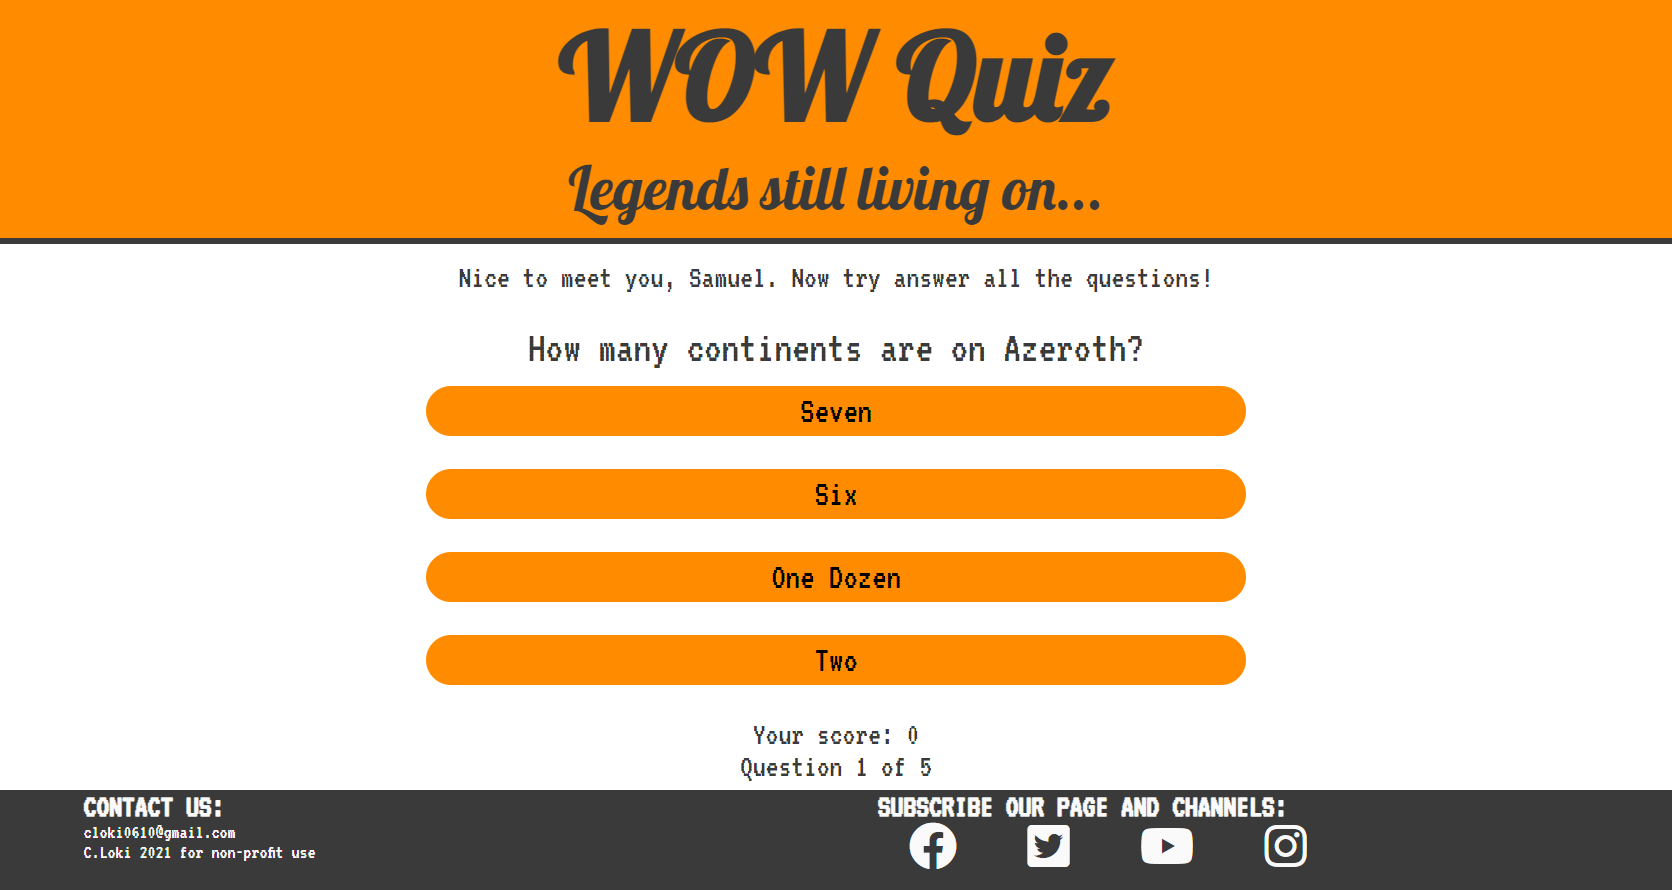 WOW Quiz
Legends still living on...
Nice to meet you, Samuel. Now try answer all the questions!
How many continents are on Azeroth?
Seven
Six
One Dozen
Two
Your score: 0
Question 1 of 5
CONTACT US:
cloki0610@gmail.com
C.Loki 2021 for non-profit use
SUBSCRIBE OUR PAGE AND CHANNELS: